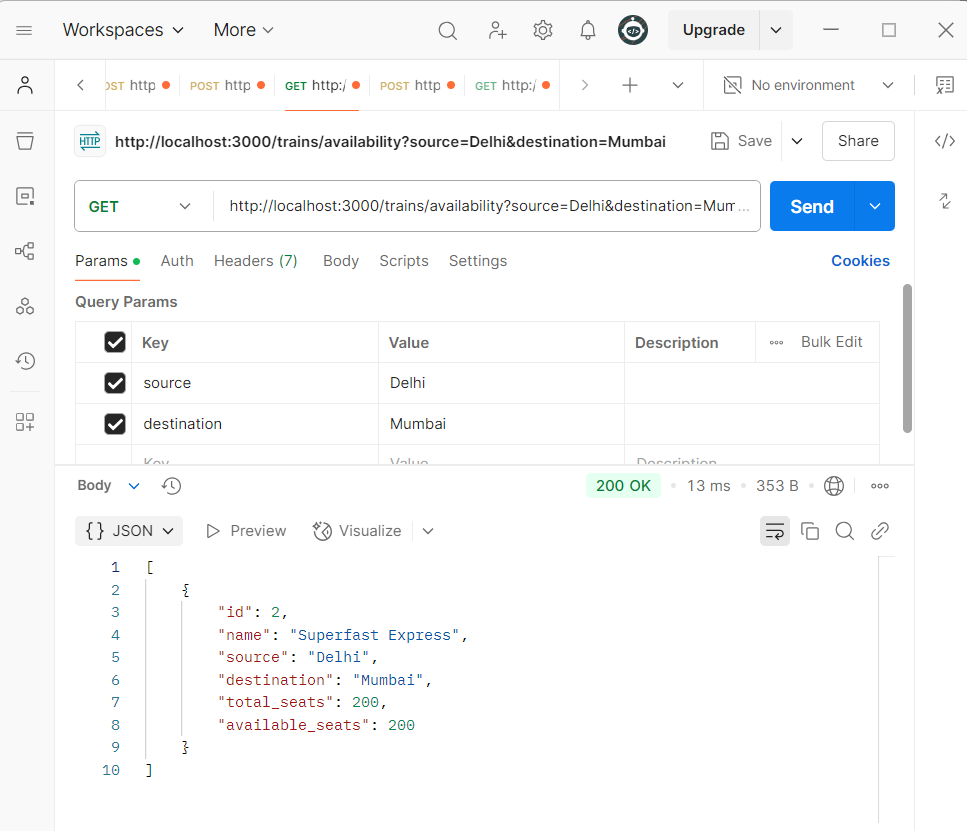 Workspaces More Upgrade
OST http POST http GET http:/ POST http GET http:/ No environment
HTTP http://localhost:3000/trains/availability?source=Delhi&destination=Mumbai Save Share
GET http://localhost:3000/trains/availability?source=Delhi&destination=Mum... Send
Params Auth Headers (7) Body Scripts Settings Cookies
Query Params
Key Value Description Bulk Edit
source Delhi
destination Mumbai
Key Value Description
Body 200 OK 13 ms 353 B
{} JSON Preview Visualize
1 [
2 {
3 "id": 2,
4 "name": "Superfast Express",
5 "source": "Delhi",
6 "destination": "Mumbai",
7 "total_seats": 200,
8 "available_seats": 200
9 }
10 ]